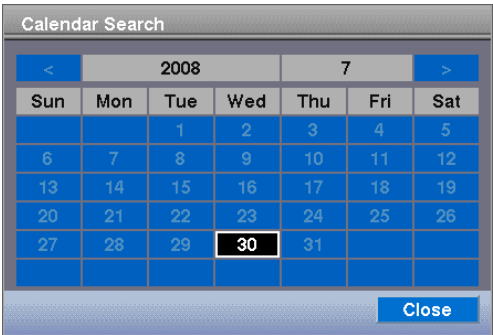 Calendar Search
< 2008 7 >
Sun Mon Tue Wed Thu Fri Sat
1 2 3 4 5
6 7 8 9 10 11 12
13 14 15 16 17 18 19
20 21 22 23 24 25 26
27 28 29 30 31
Close